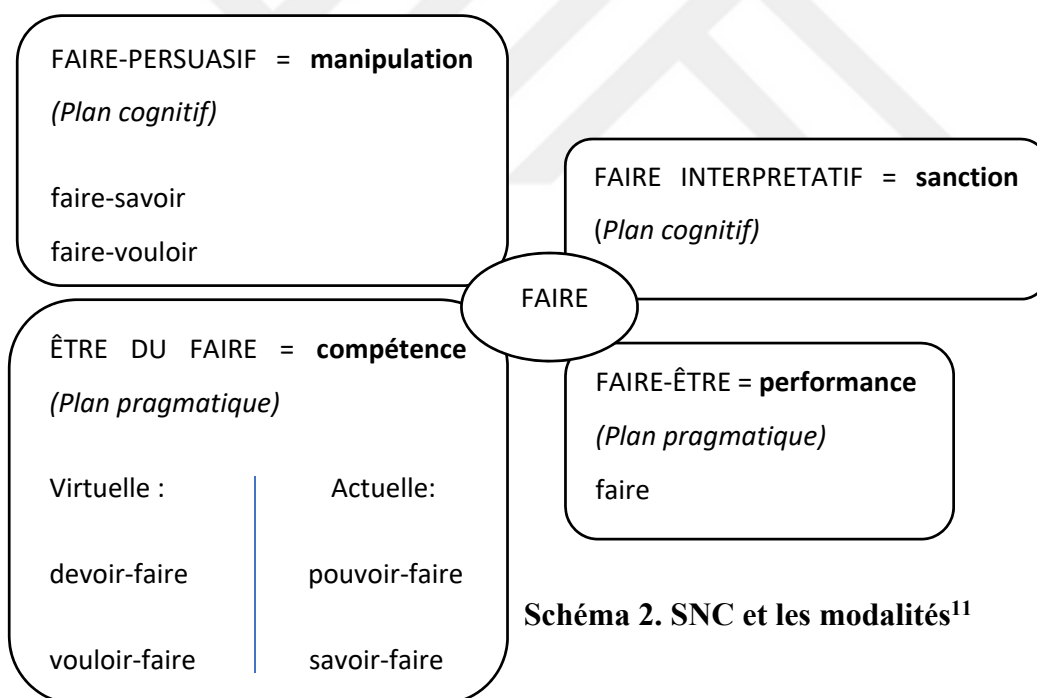 FAIRE-PERSUASIF = manipulation
(Plan cognitif)
faire-savoir
faire-vouloir
FAIRE INTERPRETATIF = sanction
(Plan cognitif)
FAIRE
ÊTRE DU FAIRE = compétence
(Plan pragmatique)
Virtuelle : Actuelle:
devoir-faire pouvoir-faire
vouloir-faire savoir-faire
FAIRE-ÊTRE = performance
(Plan pragmatique)
faire
Schéma 2. SNC et les modalités¹¹